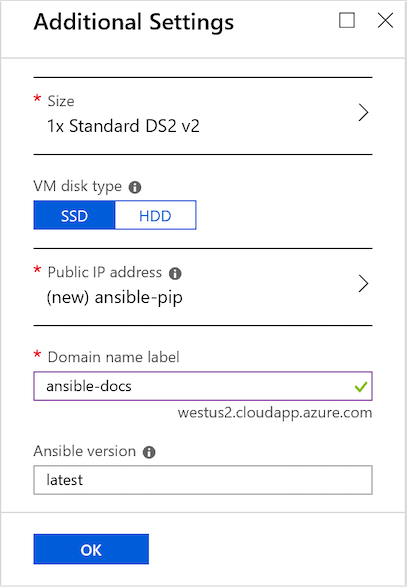 Additional Settings
* Size
1x Standard DS2 v2
VM disk type
SSD HDD
* Public IP address
(new) ansible-pip
* Domain name label
ansible-docs
westus2.cloudapp.azure.com
Ansible version
latest
OK